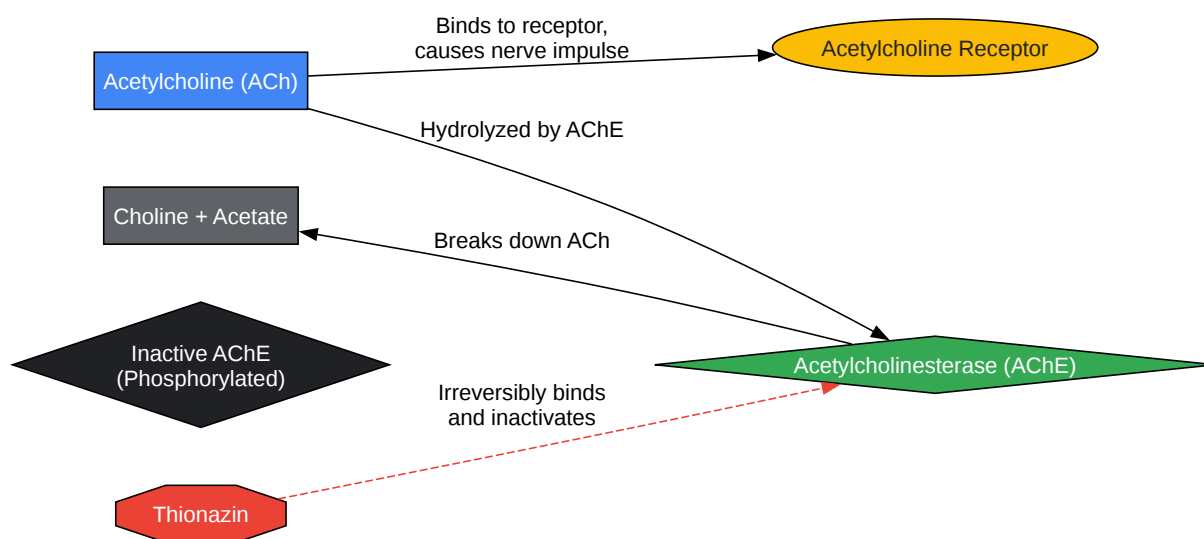 Binds to receptor,
causes nerve impulse
Acetylcholine Receptor
Acetylcholine (ACh)
Hydrolyzed by AChE
Choline + Acetate
Breaks down ACh
Inactive AChE
(Phosphorylated)
Acetylcholinesterase (AChE)
Irreversibly binds
and inactivates
Thionazin